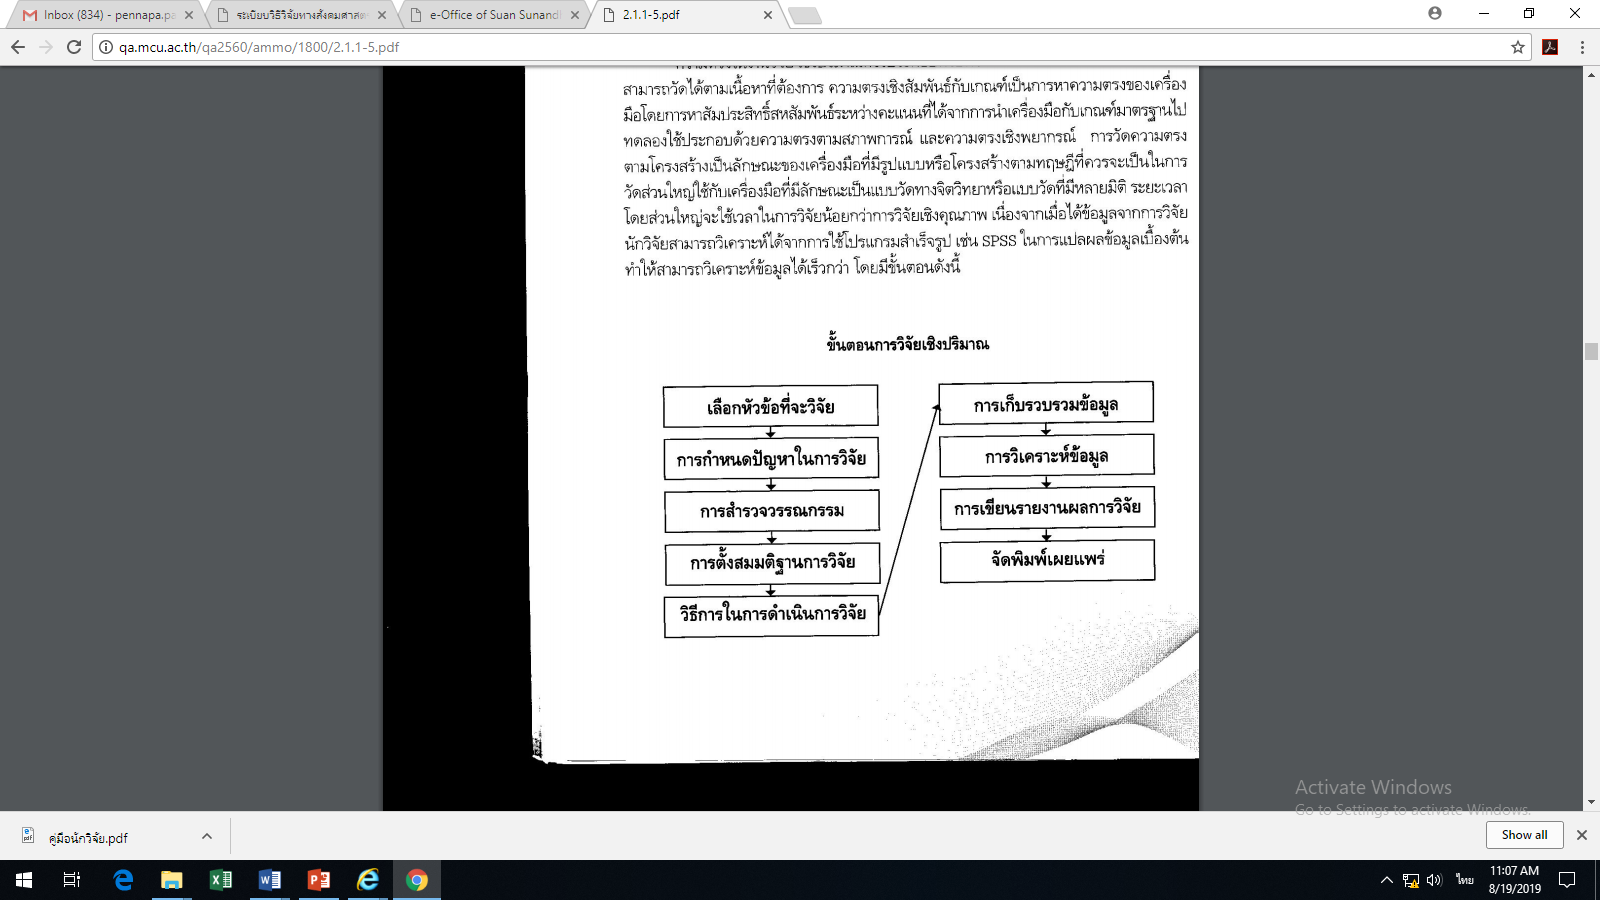 Inbox (834) - pennapa.pa
ระเบียบวิธีวิจัยทางสังคมศาสต
e-Office of Suan Sunand
2.1.1-5.pdf
qa.mcu.ac.th/qa2560/ammo/1800/2.1.1-5.pdf
สามารถวัดได้ตามเนื้อหาที่ต้องการ ความตรงเชิงสัมพันธ์กับเกณฑ์เป็นการหาความตรงของเครื่อง
มือโดยการหาสัมประสิทธิ์สหสัมพันธ์ระหว่างคะแนนที่ได้จากการนำเครื่องมือกับเกณฑ์มาตรฐานไป
ทดลองใช้ประกอบด้วยความตรงตามสภาพการณ์ และความตรงเชิงพยากรณ์ การวัดความตรง
ตามโครงสร้างเป็นลักษณะของเครื่องมือที่มีรูปแบบหรือโครงสร้างตามทฤษฎีที่ควรจะเป็นในการ
วัดส่วนใหญ่ใช้กับเครื่องมือที่มีลักษณะเป็นแบบวัดทางจิตวิทยาหรือแบบวัดที่มีหลายมิติ ระยะเวลา
โดยส่วนใหญ่จะใช้เวลาในการวิจัยน้อยกว่าการวิจัยเชิงคุณภาพ เนื่องจากเมื่อได้ข้อมูลจากการวิจัย
นักวิจัยสามารถวิเคราะห์ได้จากการใช้โปรแกรมสำเร็จรูป เช่น SPSS ในการแปลผลข้อมูลเบื้องต้น
ทำให้สามารถวิเคราะห์ข้อมูลได้เร็วกว่า โดยมีขั้นตอนดังนี้
ขั้นตอนการวิจัยเชิงปริมาณ
เลือกหัวข้อที่จะวิจัย
การกำหนดปัญหาในการวิจัย
การสำรวจวรรณกรรม
การตั้งสมมติฐานการวิจัย
วิธีการในการดำเนินการวิจัย
การเก็บรวบรวมข้อมูล
การวิเคราะห์ข้อมูล
การเขียนรายงานผลการวิจัย
จัดพิมพ์เผยแพร่
Activate Windows
Go to Settings to activate Windows.
คู่มือนักวิจัย.pdf
Show all
ไทย
11:07 AM
8/19/2019